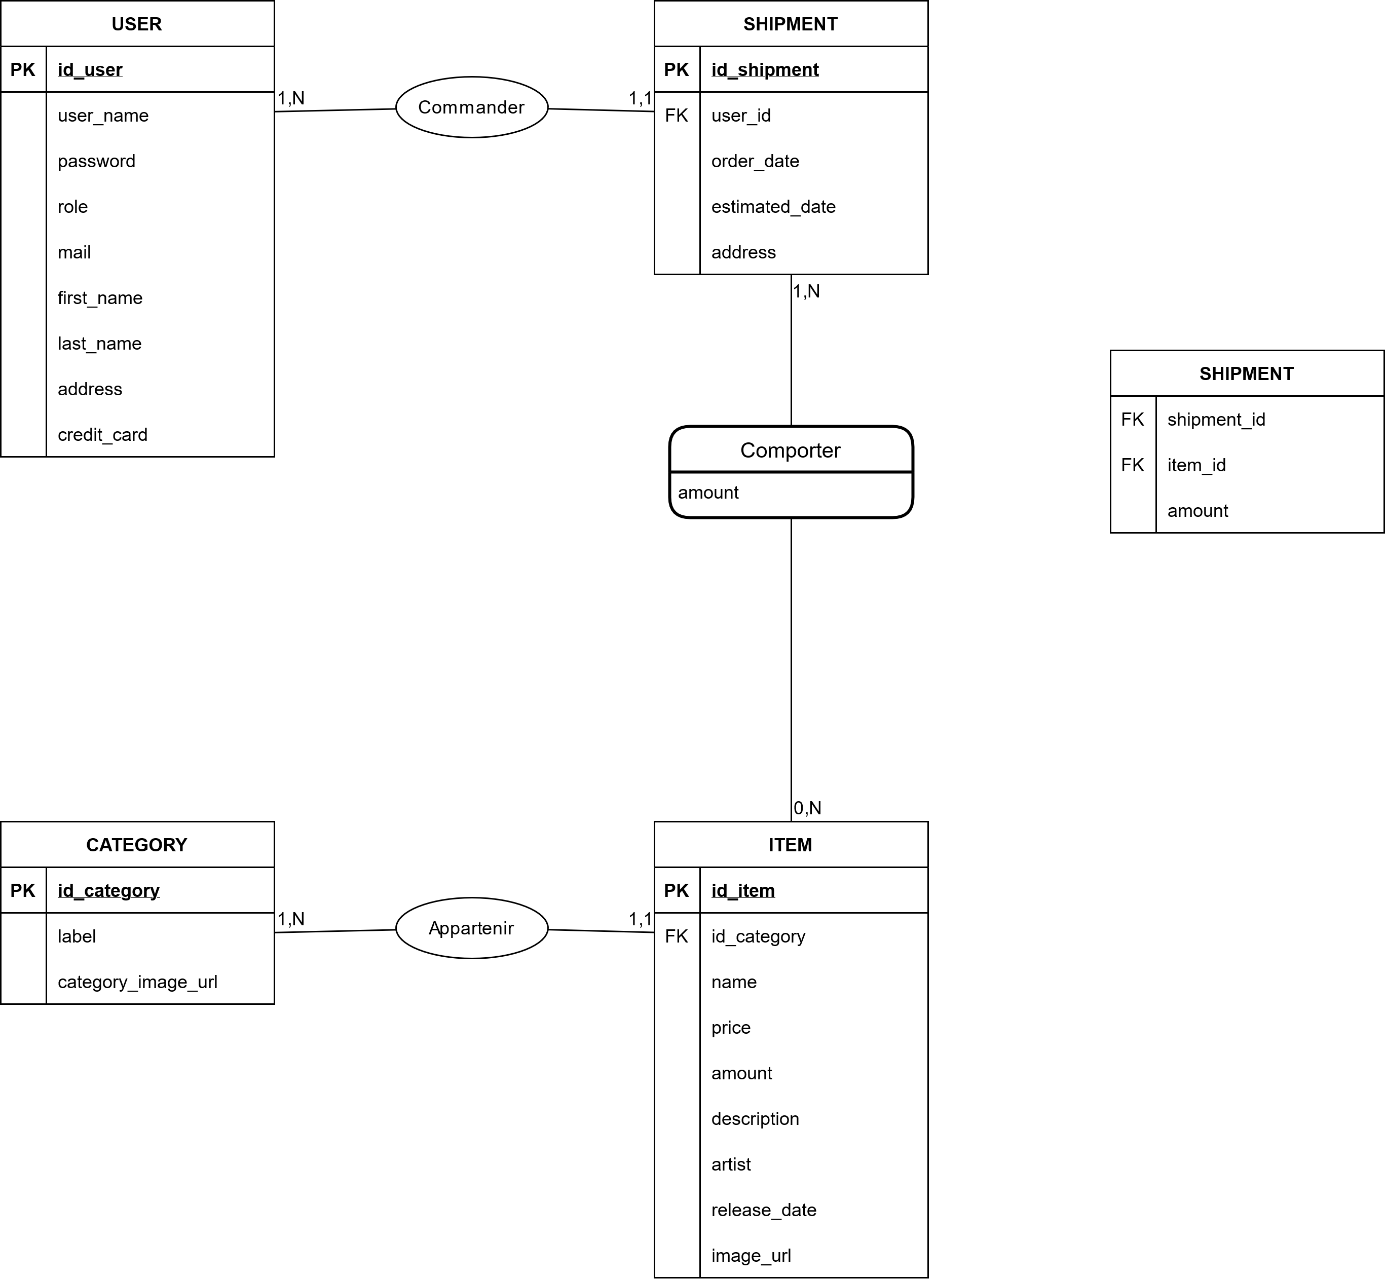 USER
PK id_user
user_name
password
role
mail
first_name
last_name
address
credit_card
1,N
Commander
1,1
SHIPMENT
PK id_shipment
FK user_id
order_date
estimated_date
address
1,N
Comporter
amount
0,N
SHIPMENT
FK shipment_id
FK item_id
amount
CATEGORY
PK id_category
label
category_image_url
1,N
Appartenir
1,1
ITEM
PK id_item
FK id_category
name
price
amount
description
artist
release_date
image_url